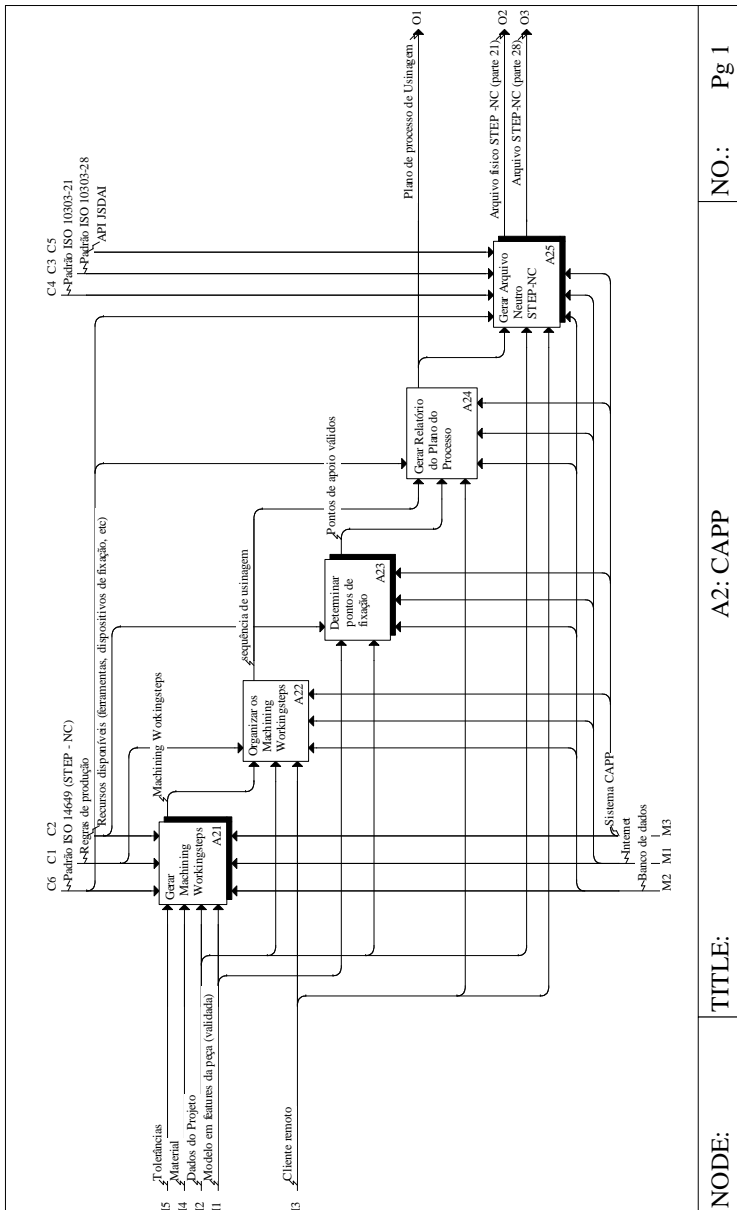 C6 C1 C2
Padrão ISO 14649 (STEP - NC)
Regras de produção
Recursos disponíveis (ferramentas, dispositivos de fixação, etc)
C4 C3 C5
Padrão ISO 10303-21
Padrão ISO 10303-28
API JSDAI
I5 Tolerâncias
I4 Material
I2 Dados do Projeto
I1 Modelo em features da peça (validada)
I3 Cliente remoto
Gerar
Machining
Workingsteps
A21
Machining Workingsteps
Organizar os
Machining
Workingsteps
A22
sequência de usinagem
Determinar
pontos de
fixação
A23
Pontos de apoio válidos
Gerar Relatório
do Plano do
Processo
A24
Plano de processo de Usinagem
O1
Gerar Arquivo
Neutro
STEP-NC
A25
Arquivo físico STEP -NC (parte 21)
O2
Arquivo STEP-NC (parte 28)
O3
Sistema CAPP
Internet
Banco de dados
M2 M1 M3
NODE:
TITLE:
A2: CAPP
NO.:
Pg 1